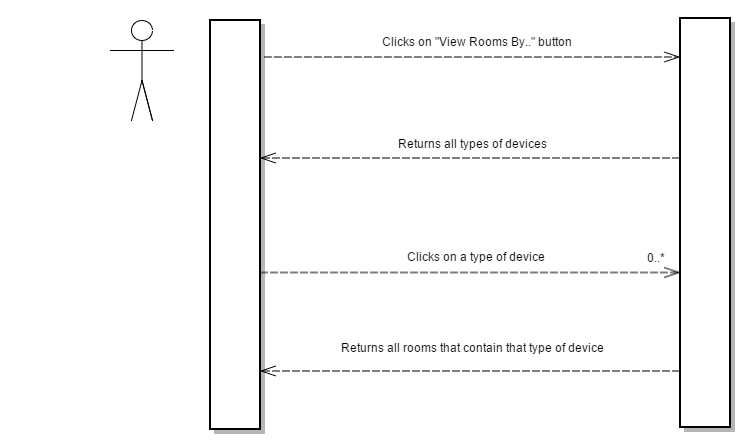 Clicks on "View Rooms By.." button
Returns all types of devices
Clicks on a type of device
0..*
Returns all rooms that contain that type of device